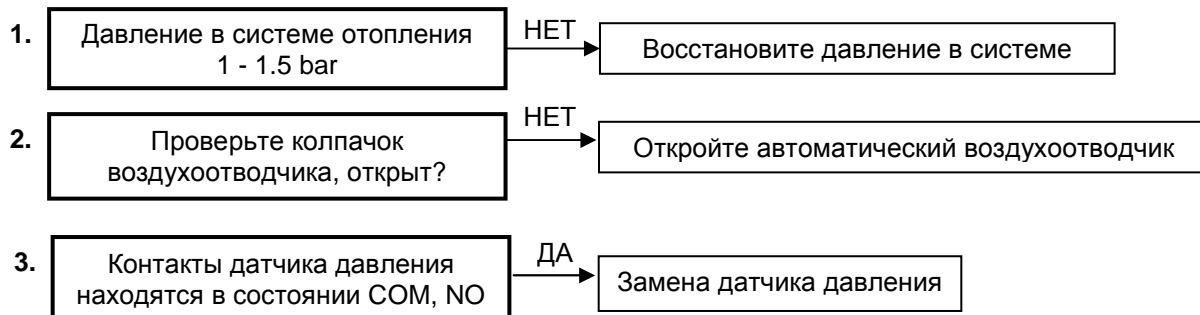 1.
Давление в системе отопления
1 - 1.5 bar
НЕТ
Восстановите давление в системе
2.
Проверьте колпачок
воздухоотводчика, открыт?
НЕТ
Откройте автоматический воздухоотводчик
3.
Контакты датчика давления
находятся в состоянии COM, NO
ДА
Замена датчика давления